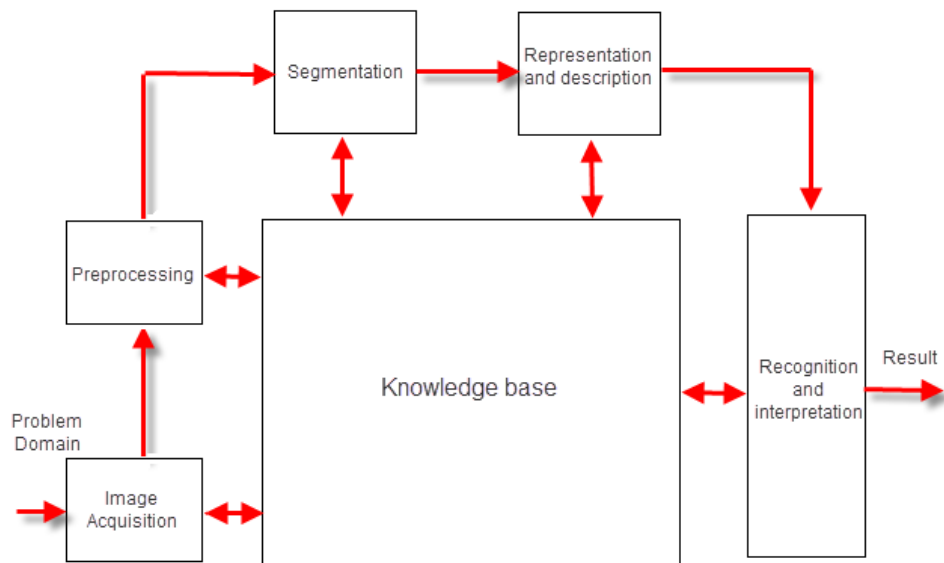 Segmentation
Representation
and description
Preprocessing
Knowledge base
Recognition
and
interpretation
Result
Problem
Domain
Image
Acquisition